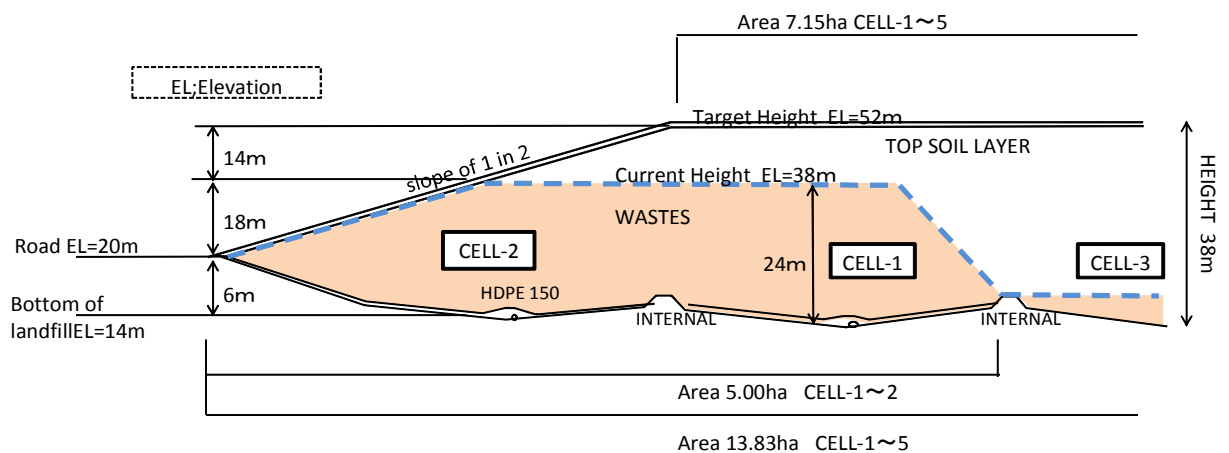 Area 7.15ha CELL-1～5
EL;Elevation
Target Height EL=52m
14m
TOP SOIL LAYER
slope of 1 in 2
Current Height EL=38m
HEIGHT 38m
18m
WASTES
Road EL=20m
CELL-2
24m
CELL-1
CELL-3
6m
HDPE 150
Bottom of
landfillEL=14m
INTERNAL
INTERNAL
Area 5.00ha CELL-1～2
Area 13.83ha CELL-1～5